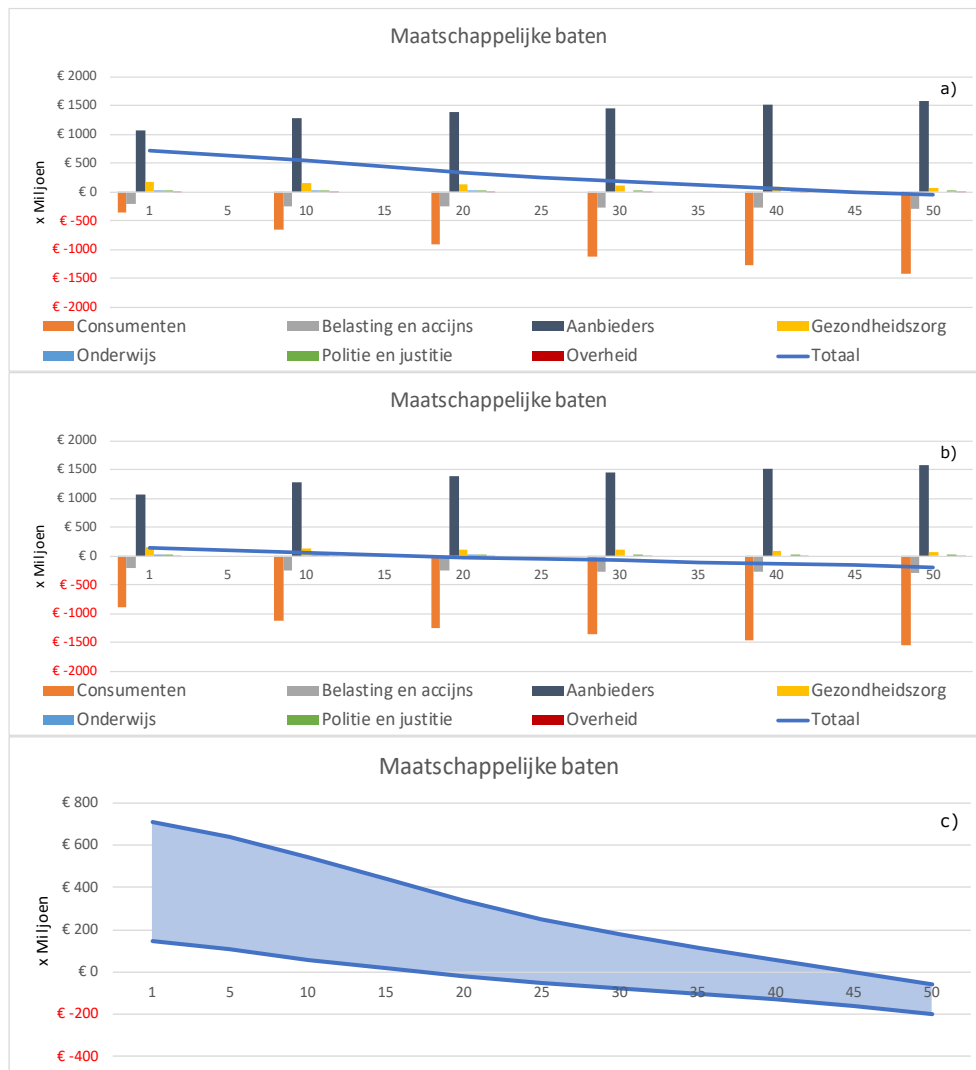 Maatschappelijke baten
a)
€ 2000
€ 1500
€ 1000
€ 500
€ 0
€ -500
€ -1000
€ -1500
€ -2000
x Miljoen
1 5 10 15 20 25 30 35 40 45 50
Consumenten Belasting en accijns Aanbieders Gezondheidszorg
Onderwijs Politie en justitie Overheid Totaal
Maatschappelijke baten
b)
€ 2000
€ 1500
€ 1000
€ 500
€ 0
€ -500
€ -1000
€ -1500
€ -2000
x Miljoen
1 5 10 15 20 25 30 35 40 45 50
Consumenten Belasting en accijns Aanbieders Gezondheidszorg
Onderwijs Politie en justitie Overheid Totaal
Maatschappelijke baten
c)
€ 800
€ 600
€ 400
€ 200
€ 0
€ -200
€ -400
x Miljoen
1 5 10 15 20 25 30 35 40 45 50